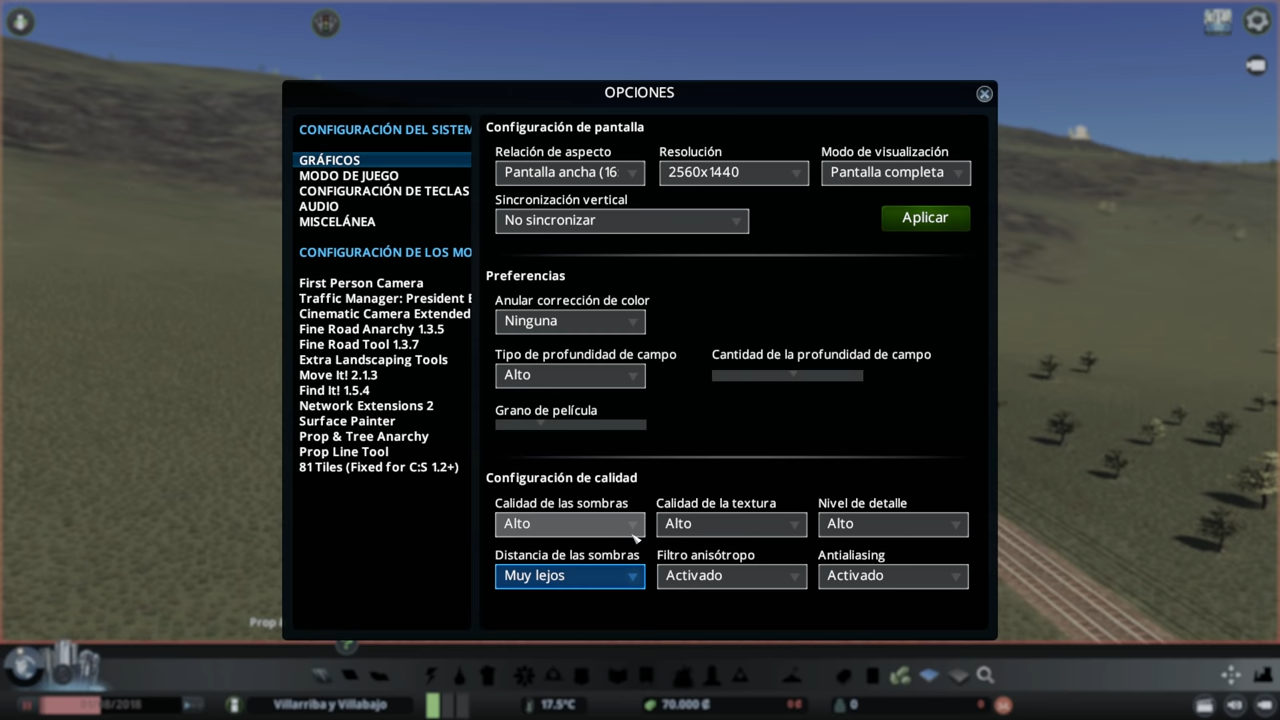 OPCIONES
CONFIGURACIÓN DEL SISTEM
GRÁFICOS
MODO DE JUEGO
CONFIGURACIÓN DE TECLAS
AUDIO
MISCELÁNEA
CONFIGURACIÓN DE LOS MO
First Person Camera
Traffic Manager: President E
Cinematic Camera Extended
Fine Road Anarchy 1.3.5
Fine Road Tool 1.3.7
Extra Landscaping Tools
Move It! 2.1.3
Find It! 1.5.4
Network Extensions 2
Surface Painter
Prop & Tree Anarchy
Prop Line Tool
81 Tiles (Fixed for C:S 1.2+)
Configuración de pantalla
Relación de aspecto Resolución Modo de visualización
Pantalla ancha (16: 2560x1440 Pantalla completa
Sincronización vertical
No sincronizar Aplicar
Preferencias
Anular corrección de color
Ninguna
Tipo de profundidad de campo Cantidad de la profundidad de campo
Alto
Grano de película
Configuración de calidad
Calidad de las sombras Calidad de la textura Nivel de detalle
Alto Alto Alto
Distancia de las sombras Filtro anisótropo Antialiasing
Muy lejos Activado Activado
Prop
Villarriba y Villabajo 17.5°C 70.000 ₡ 0